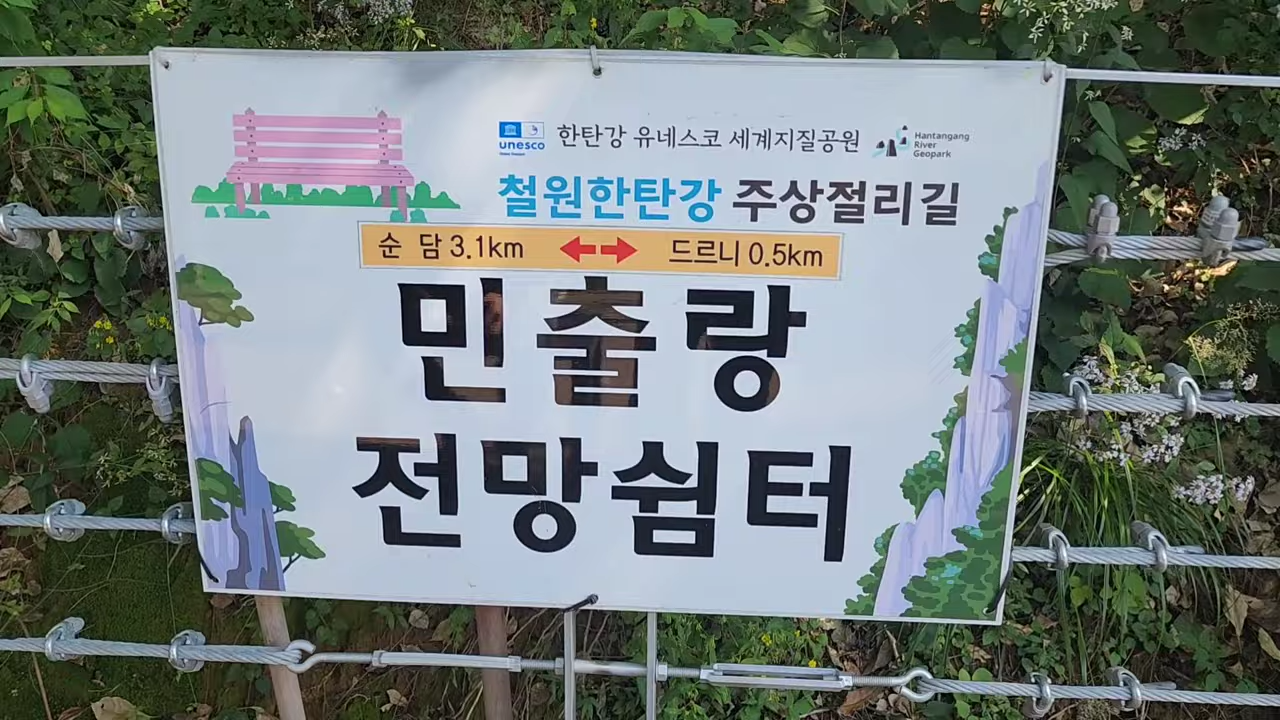 unesco
한탄강 유네스코 세계지질공원
Hantangang
River
Geopark
철원한탄강 주상절리길
순 담 3.1km ↔ 드르니 0.5km
민출랑
전망쉼터